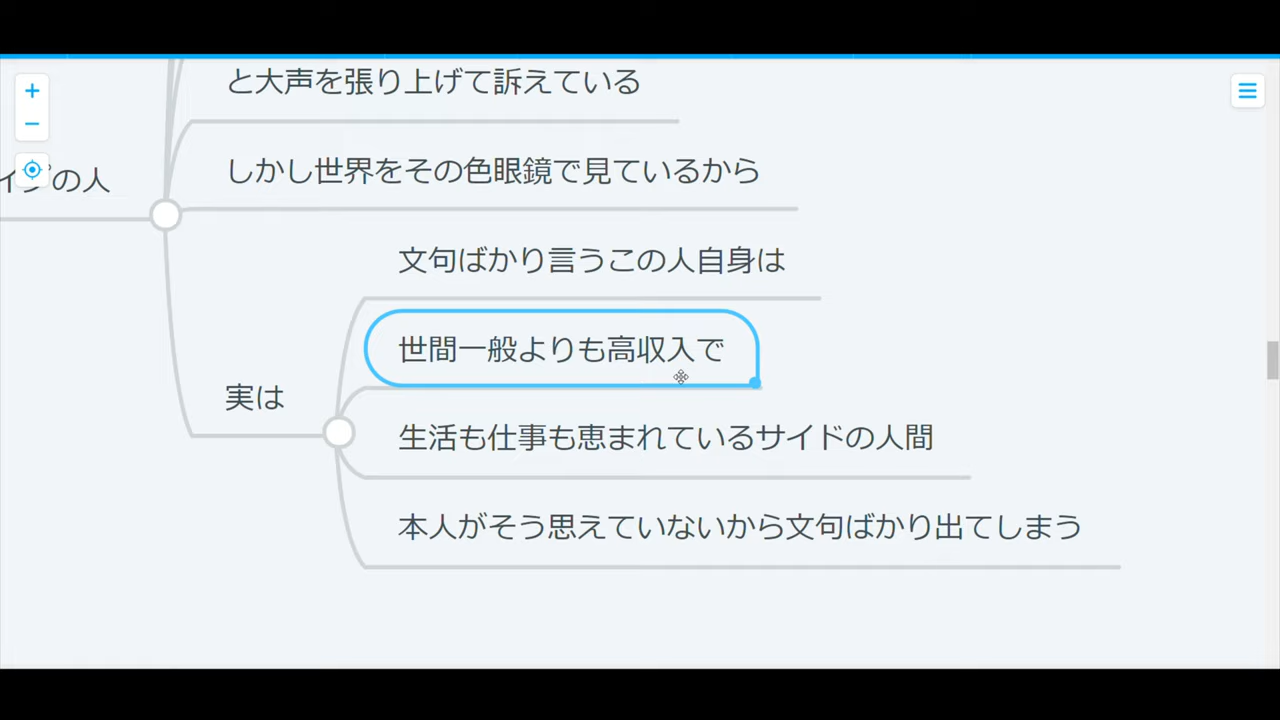 と大声を張り上げて訴えている
しかし世界をその色眼鏡で見ているから
の人
文句ばかり言うこの人自身は
世間一般よりも高収入で
実は
生活も仕事も恵まれているサイドの人間
本人がそう思えていないから文句ばかり出てしまう